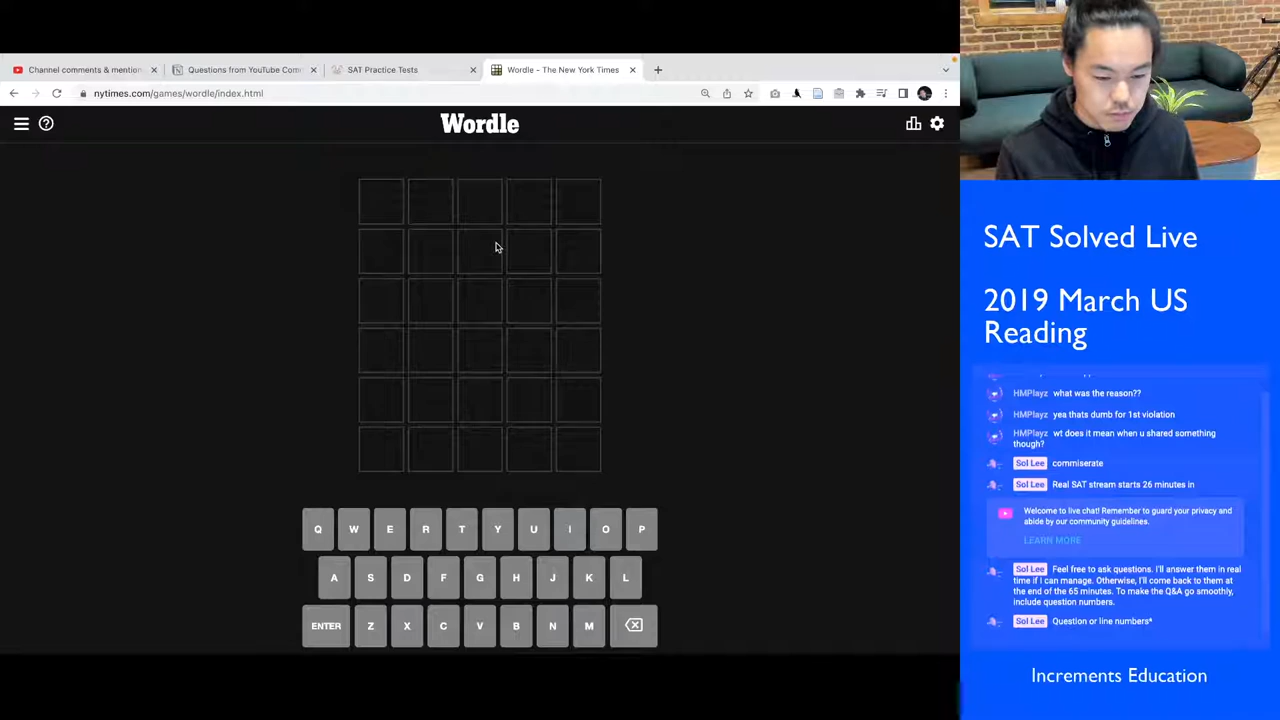 Channel comments & mention
Questions from YouTube Com
SAT Practice Tests
Wordle - The New York Times
nytimes.com/games/wordle/index.html
Wordle
Q W E R T Y U I O P
A S D F G H J K L
ENTER Z X C V B N M
SAT Solved Live
2019 March US
Reading
HMPlayz what was the reason??
HMPlayz yea thats dumb for 1st violation
HMPlayz wt does it mean when u shared something
though?
Sol Lee commiserate
Sol Lee Real SAT stream starts 26 minutes in
Welcome to live chat! Remember to guard your privacy and
abide by our community guidelines.
LEARN MORE
Sol Lee Feel free to ask questions. I'll answer them in real
time if I can manage. Otherwise, I'll come back to them at
the end of the 65 minutes. To make the Q&A go smoothly,
include question numbers.
Sol Lee Question or line numbers*
Increments Education